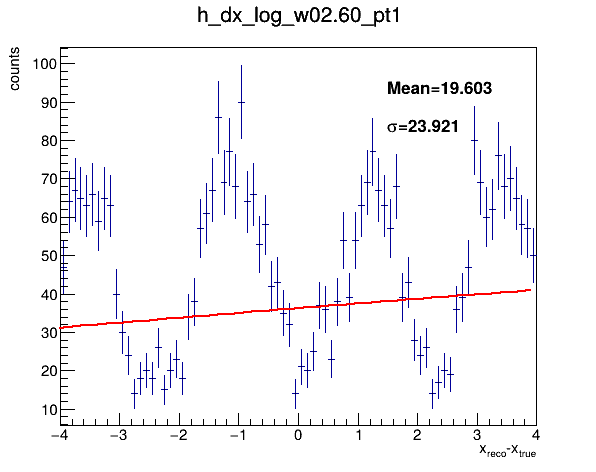 h_dx_log_w02.60_pt1
counts
100
90
80
70
60
50
40
30
20
10
Mean=19.603
σ=23.921
−4 −3 −2 −1 0 1 2 3 4
x_reco-x_true